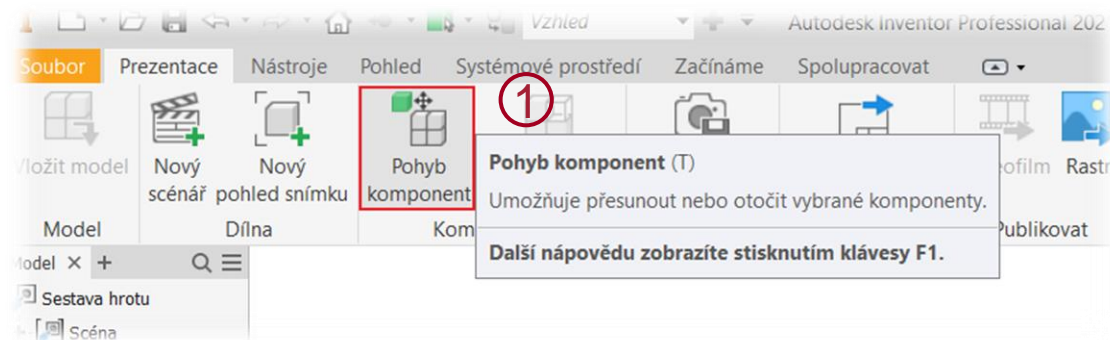 Vzhled
Autodesk Inventor Professional 202
Soubor Prezentace Nástroje Pohled Systémové prostředí Začínáme Spolupracovat
1
Vložit model
Nový scénář
Nový pohled snímku
Pohyb komponent
Rastr
Model Dílna Kom Publikovat
Pohyb komponent (T)
Umožňuje přesunout nebo otočit vybrané komponenty.
Další nápovědu zobrazíte stisknutím klávesy F1.
Model × +
Sestava hrotu
Scéna